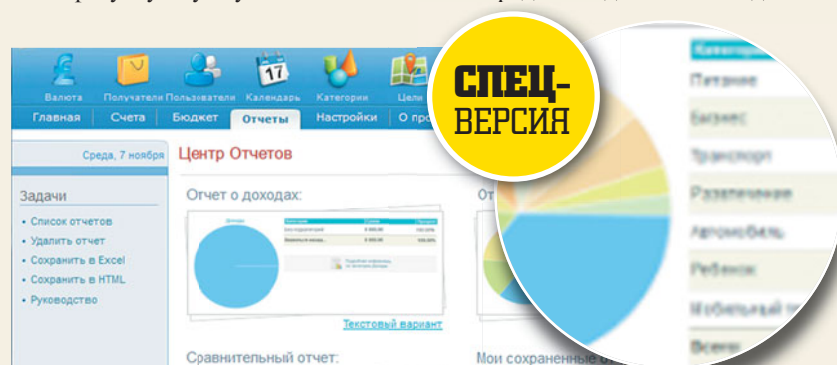 СПЕЦ-
ВЕРСИЯ
Валюта Получатели Пользователи Календарь Категории Цели
17
Главная Счета Бюджет Отчеты Настройки О про
Среда, 7 ноября
Центр Отчетов
Задачи
• Список отчетов
• Удалить отчет
• Сохранить в Excel
• Сохранить в HTML
• Руководство
Отчет о доходах:
От
Текстовый вариант
Сравнительный отчет:
Мои сохраненные о
Категория
Питание
Бизнес
Транспорт
Развлечение
Автомобиль
Ребенок
Мобильный
Всего